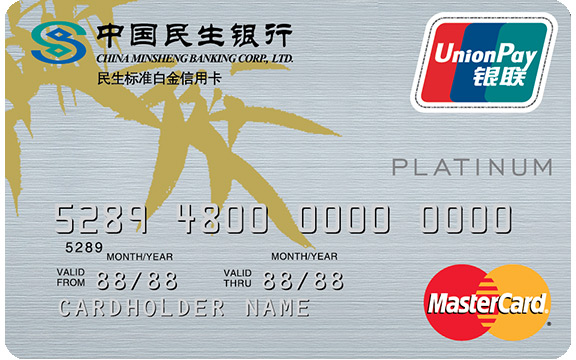 中国民生银行
CHINA MINSHENG BANKING CORP., LTD.
民生标准白金信用卡
UnionPay
银联
PLATINUM
5289 4800 0000 0000
5289
MONTH/YEAR MONTH/YEAR
VALID FROM 88/88 VALID THRU 88/88
CARDHOLDER NAME
MasterCard